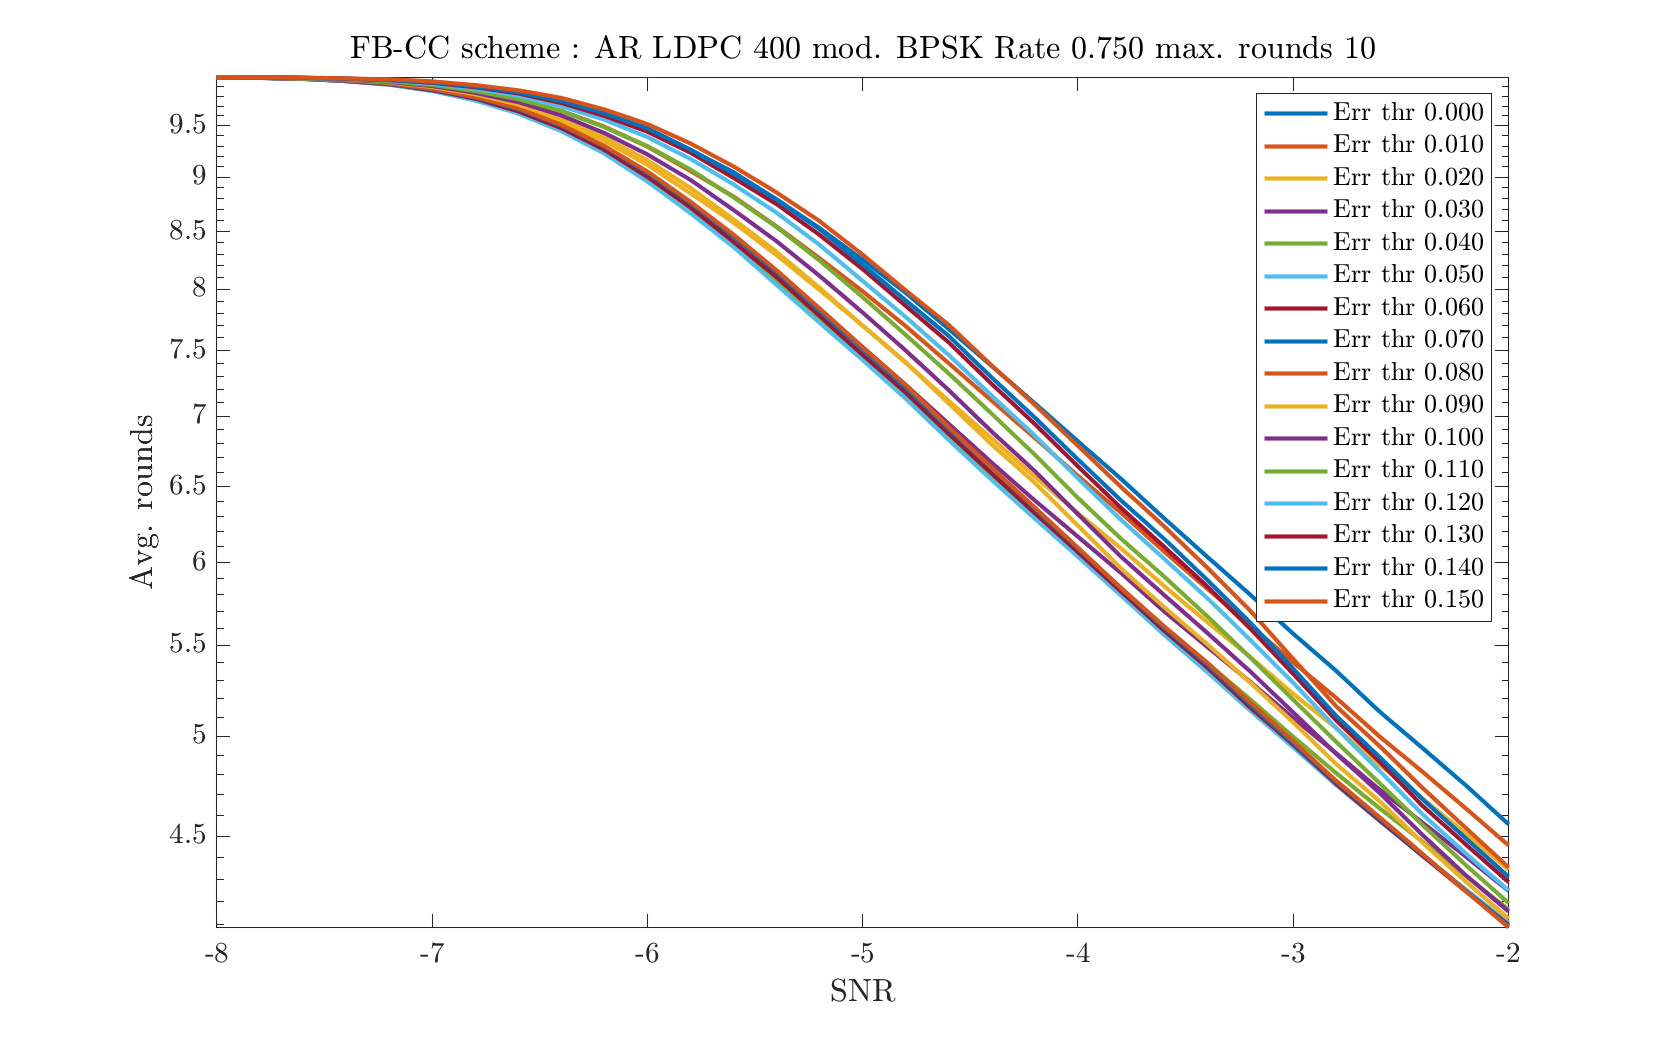 FB-CC scheme : AR LDPC 400 mod. BPSK Rate 0.750 max. rounds 10
Avg. rounds
9.5
9
8.5
8
7.5
7
6.5
6
5.5
5
4.5
Err thr 0.000
Err thr 0.010
Err thr 0.020
Err thr 0.030
Err thr 0.040
Err thr 0.050
Err thr 0.060
Err thr 0.070
Err thr 0.080
Err thr 0.090
Err thr 0.100
Err thr 0.110
Err thr 0.120
Err thr 0.130
Err thr 0.140
Err thr 0.150
-8 -7 -6 -5 -4 -3 -2
SNR